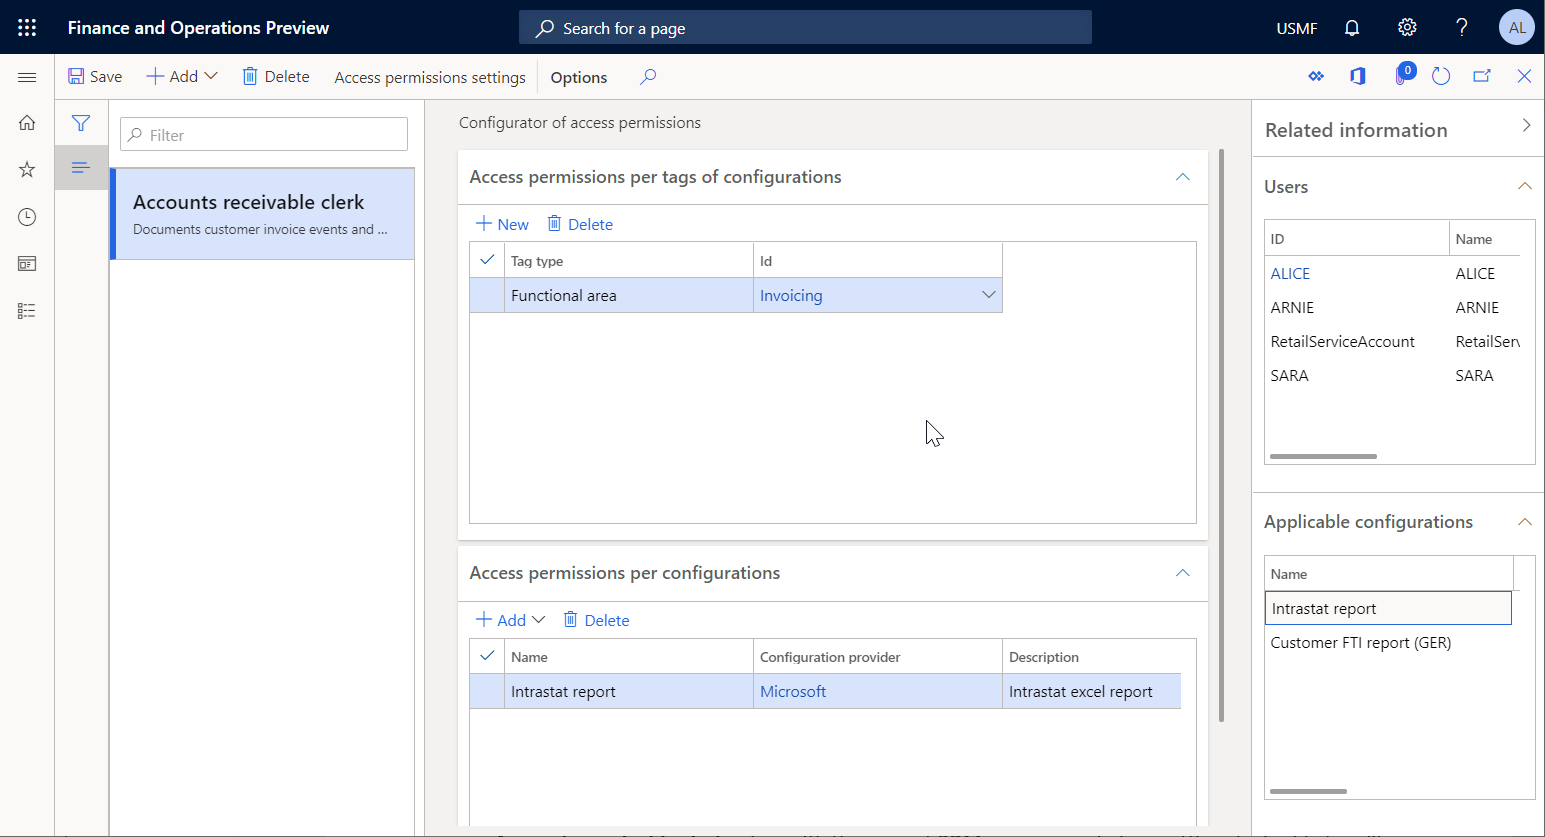 Finance and Operations Preview
Search for a page
USMF
?
AL
Save
Add
Delete
Access permissions settings
Options
0
Filter
Accounts receivable clerk
Documents customer invoice events and ...
Configurator of access permissions
Access permissions per tags of configurations
New
Delete
Tag type
Id
Functional area
Invoicing
Access permissions per configurations
Add
Delete
Name
Configuration provider
Description
Intrastat report
Microsoft
Intrastat excel report
Related information
Users
ID
Name
ALICE
ALICE
ARNIE
ARNIE
RetailServiceAccount
RetailSer
SARA
SARA
Applicable configurations
Name
Intrastat report
Customer FTI report (GER)